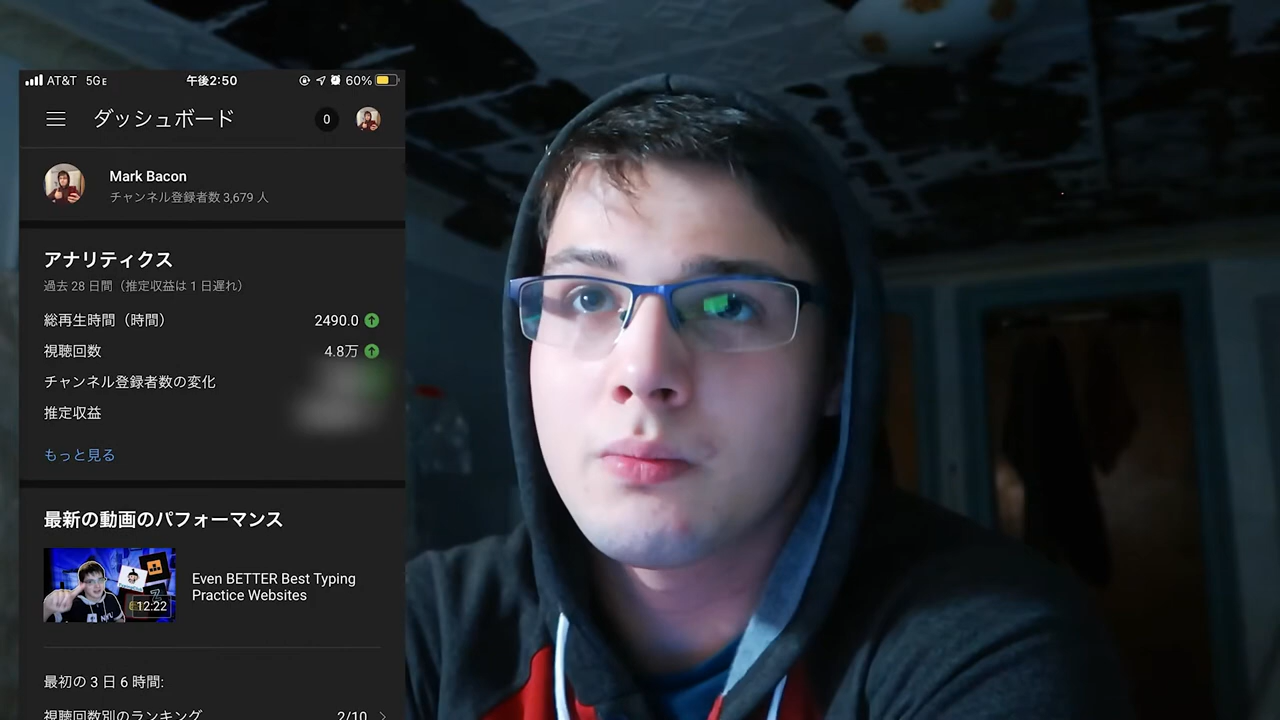 AT&T 5GE 午後2:50 60%
ダッシュボード 0
Mark Bacon
チャンネル登録者数 3,679 人
アナリティクス
過去 28 日間（推定収益は 1 日遅れ）
総再生時間（時間） 2490.0
視聴回数 4.8万
チャンネル登録者数の変化
推定収益
もっと見る
最新の動画のパフォーマンス
12:22
Even BETTER Best Typing
Practice Websites
最初の 3 日 6 時間:
視聴回数別のランキング 2/10